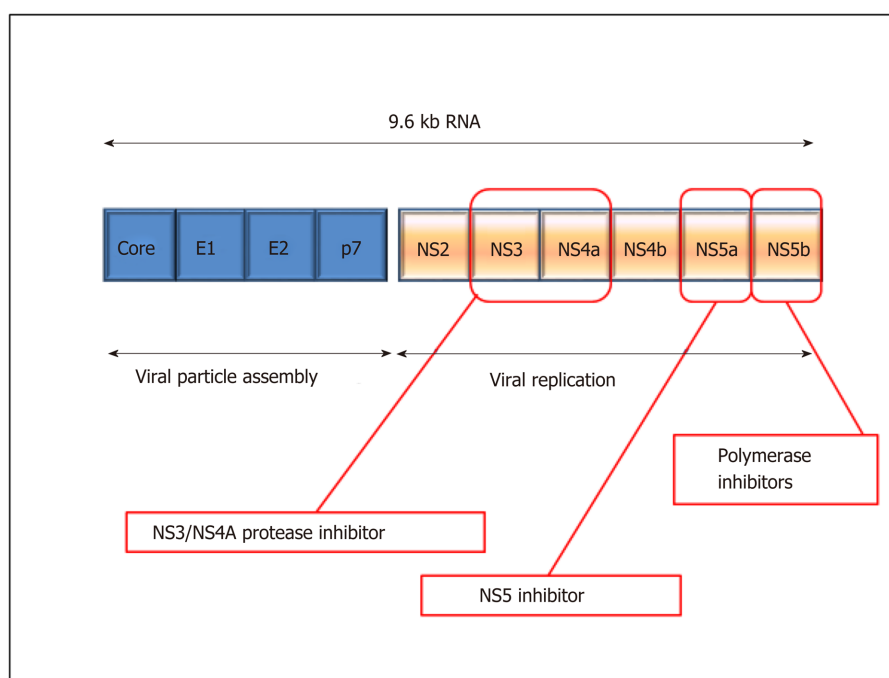 9.6 kb RNA
Core E1 E2 p7 NS2 NS3 NS4a NS4b NS5a NS5b
Viral particle assembly
Viral replication
Polymerase
inhibitors
NS3/NS4A protease inhibitor
NS5 inhibitor